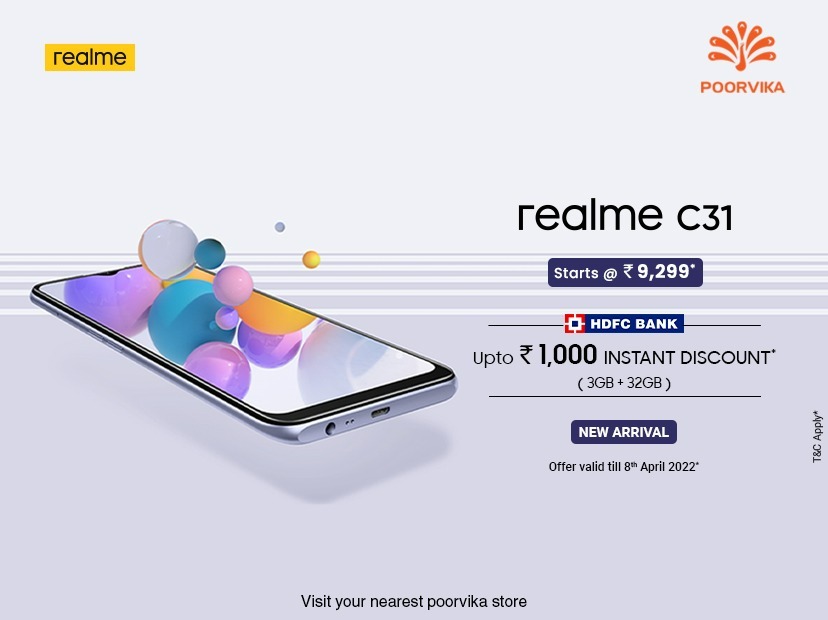 realme
POORVIKA
realme C31
Starts @ ₹ 9,299*
HDFC BANK
Upto ₹ 1,000 INSTANT DISCOUNT*
( 3GB + 32GB )
NEW ARRIVAL
Offer valid till 8th April 2022*
T&C Apply*
Visit your nearest poorvika store